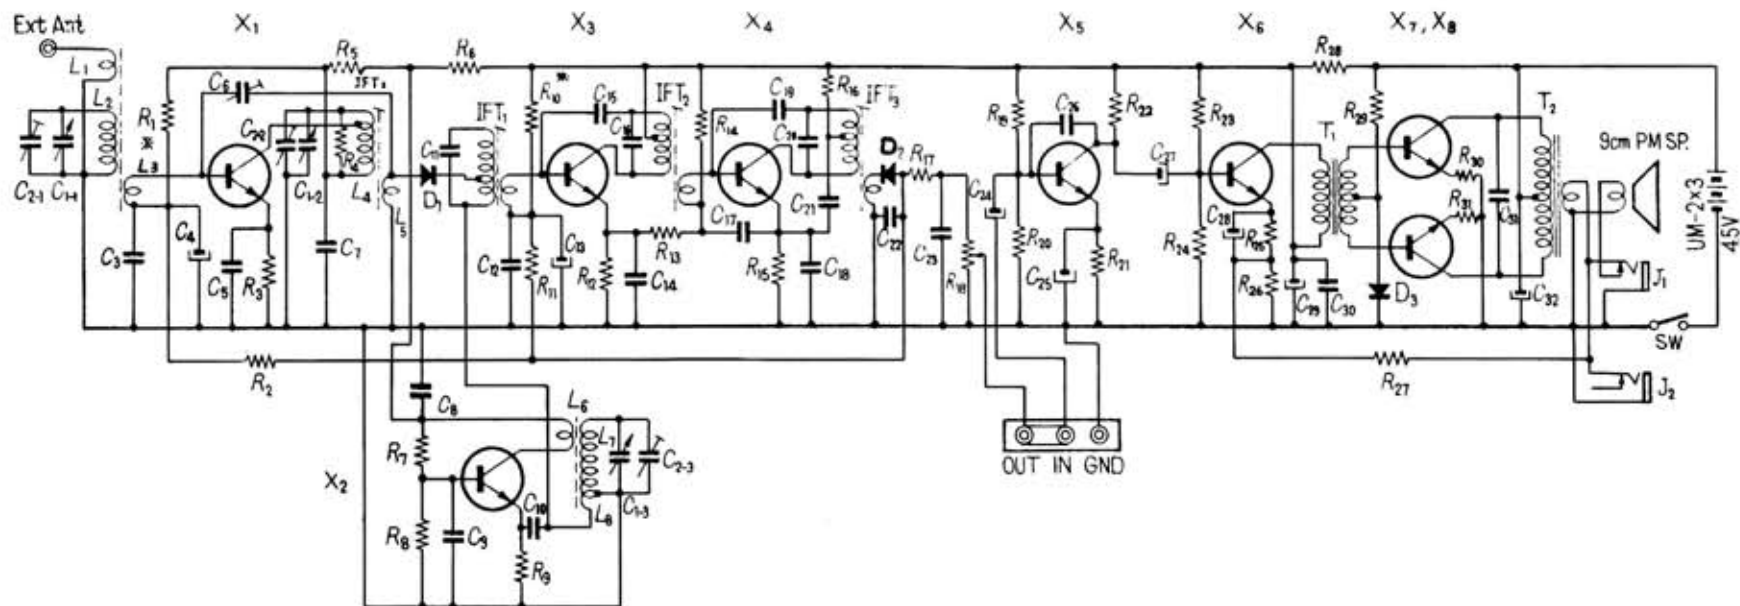 Ext Ant
X1
X3
X4
X5
X6
X7, X8
L1
L2
C2-1
C1-1
R1
*
L3
C3
C4
C6
C5
R3
R5
C1-2
R4
L4
C7
L5
R6
D1
IFT1
R10
*
C12
R11
C13
C15
R12
C14
R13
IFT2
R14
C17
C19
R15
C18
C21
R16
IFT3
D2
R17
C22
C23
R18
C24
R19
R20
C26
C25
R21
R22
C27
R23
R24
C28
R25
R26
C29
C30
R28
T1
R29
D3
R30
R31
C31
T2
C32
9cm PM SP.
J1
UM-2×3
4.5V
SW
R2
R27
J2
OUT IN GND
X2
C8
R7
R8
C9
C10
R9
L6
L7
L8
C2-3
C1-3